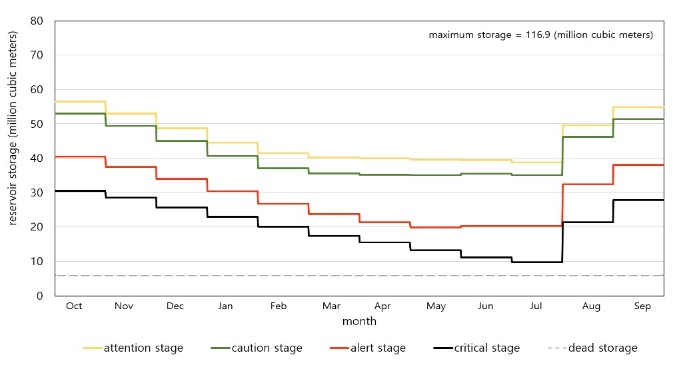 reservoir storage (million cubic meters)
80
70
60
50
40
30
20
10
0
maximum storage = 116.9 (million cubic meters)
Oct Nov Dec Jan Feb Mar Apr May Jun Jul Aug Sep
month
attention stage caution stage alert stage critical stage dead storage